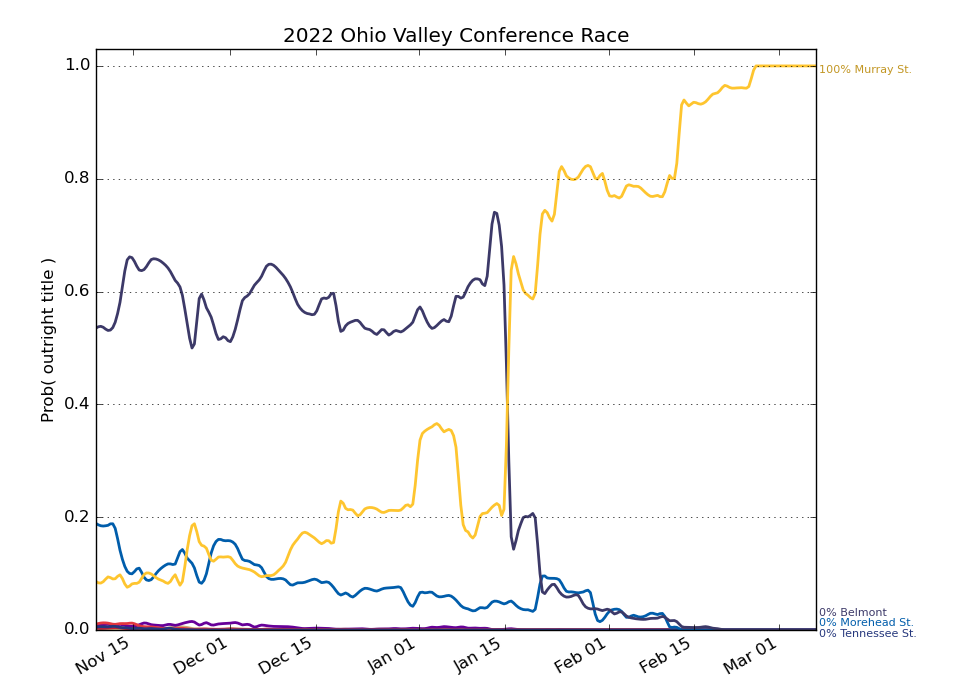 2022 Ohio Valley Conference Race
1.0
0.8
0.6
0.4
0.2
0.0
Prob( outright title )
100% Murray St.
0% Belmont
0% Morehead St.
0% Tennessee St.
Nov 15
Dec 01
Dec 15
Jan 01
Jan 15
Feb 01
Feb 15
Mar 01